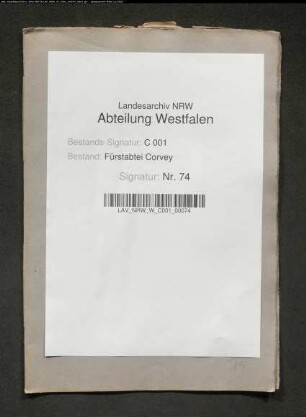 Landesarchiv NRW
Abteilung Westfalen
Bestands-Signatur: C 001
Bestand: Fürstabtei Corvey
Signatur: Nr. 74
LAV_NRW_W_C001_00074